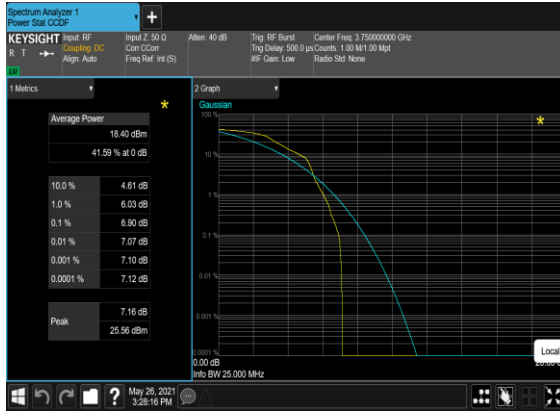 Spectrum Analyzer 1
Power Stat CCDF
KEYSIGHT
R T
LU
Input: RF
Coupling: DC
Align: Auto
Input Z: 50 Ω
Corr CCorr
Freq Ref: Int (S)
Atten: 40 dB
Trig: RF Burst
Trig Delay: 500.0 µs
#IF Gain: Low
Center Freq: 3.750000000 GHz
Counts: 1.00 M/1.00 Mpt
Radio Std: None
1 Metrics
Average Power
18.40 dBm
41.59 % at 0 dB
10.0 % 4.61 dB
1.0 % 6.03 dB
0.1 % 6.90 dB
0.01 % 7.07 dB
0.001 % 7.10 dB
0.0001 % 7.12 dB
Peak
7.16 dB
25.56 dBm
2 Graph
Gaussian
100 %
10 %
1 %
0.1 %
0.01 %
0.001 %
0.0001 %
0.00 dB
Info BW 25.000 MHz
Local
?
May 26, 2021
3:28:16 PM